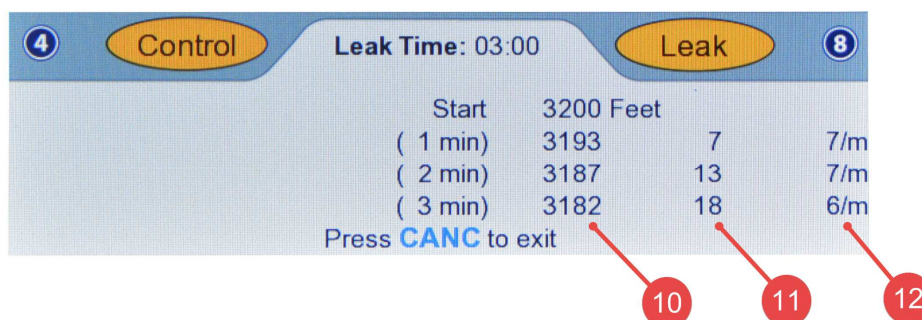 4 Control Leak Time: 03:00 Leak 8
Start 3200 Feet
( 1 min) 3193 7 7/m
( 2 min) 3187 13 7/m
( 3 min) 3182 18 6/m
Press CANC to exit
10 11 12